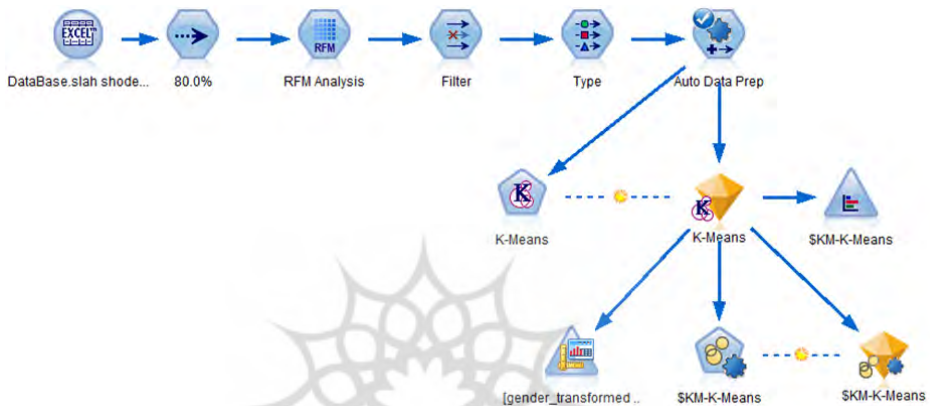 EXCEL
RFM
DataBase.slah shode...
80.0%
RFM Analysis
Filter
Type
Auto Data Prep
K
K
K-Means
K-Means
$KM-K-Means
[gender_transformed ..
$KM-K-Means
$KM-K-Means